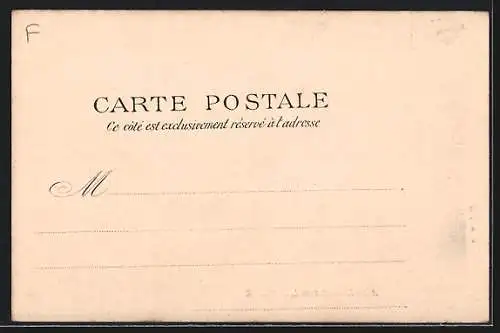 F
CARTE POSTALE
Ce côté est exclusivement réservé à l'adresse
M